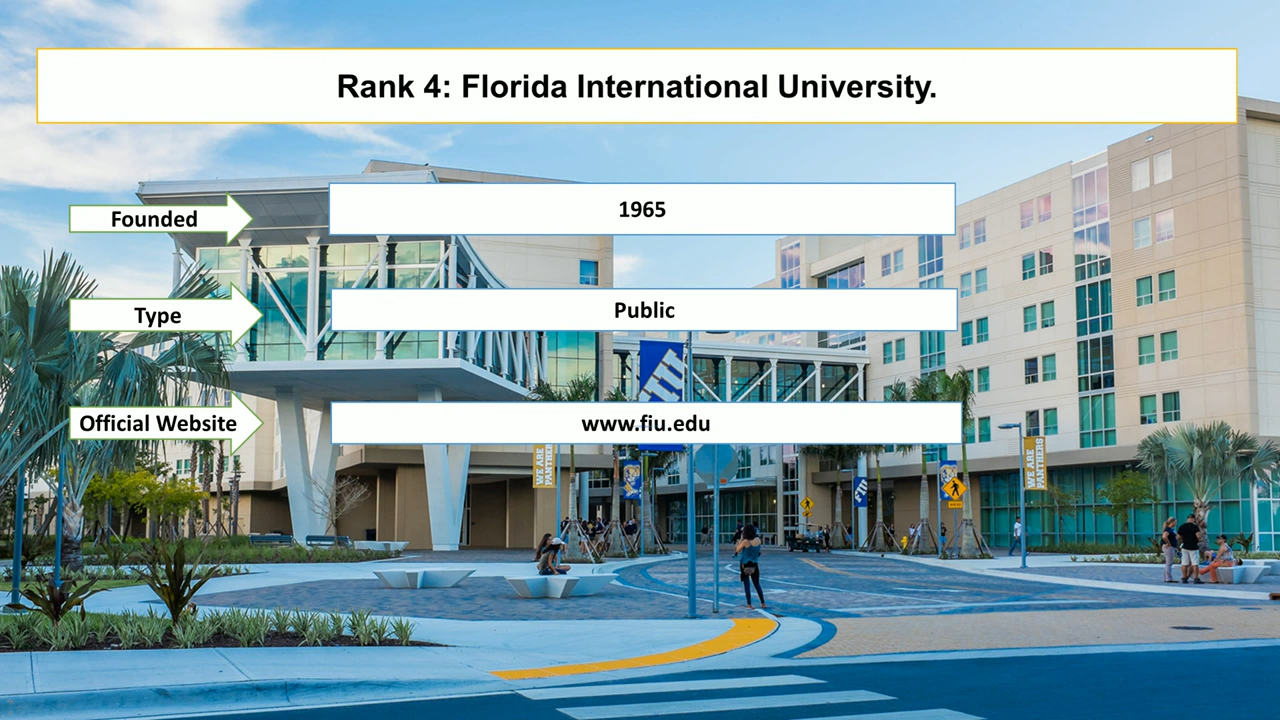 Rank 4: Florida International University.
Founded
1965
Type
Public
FIU
Official Website
www.fiu.edu
WE ARE
PANTHERS
FIU
WE ARE
PANTHERS